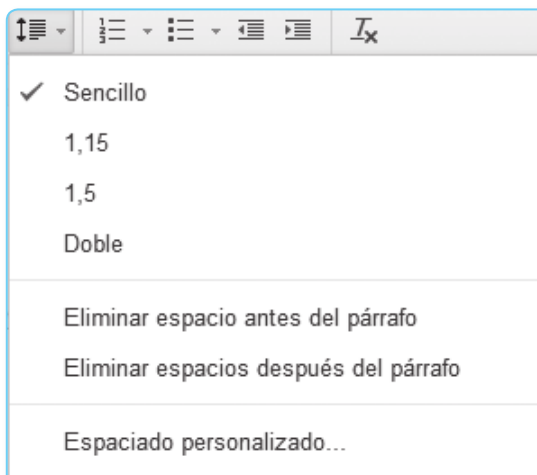 Sencillo
1,15
1,5
Doble
Eliminar espacio antes del párrafo
Eliminar espacios después del párrafo
Espaciado personalizado...